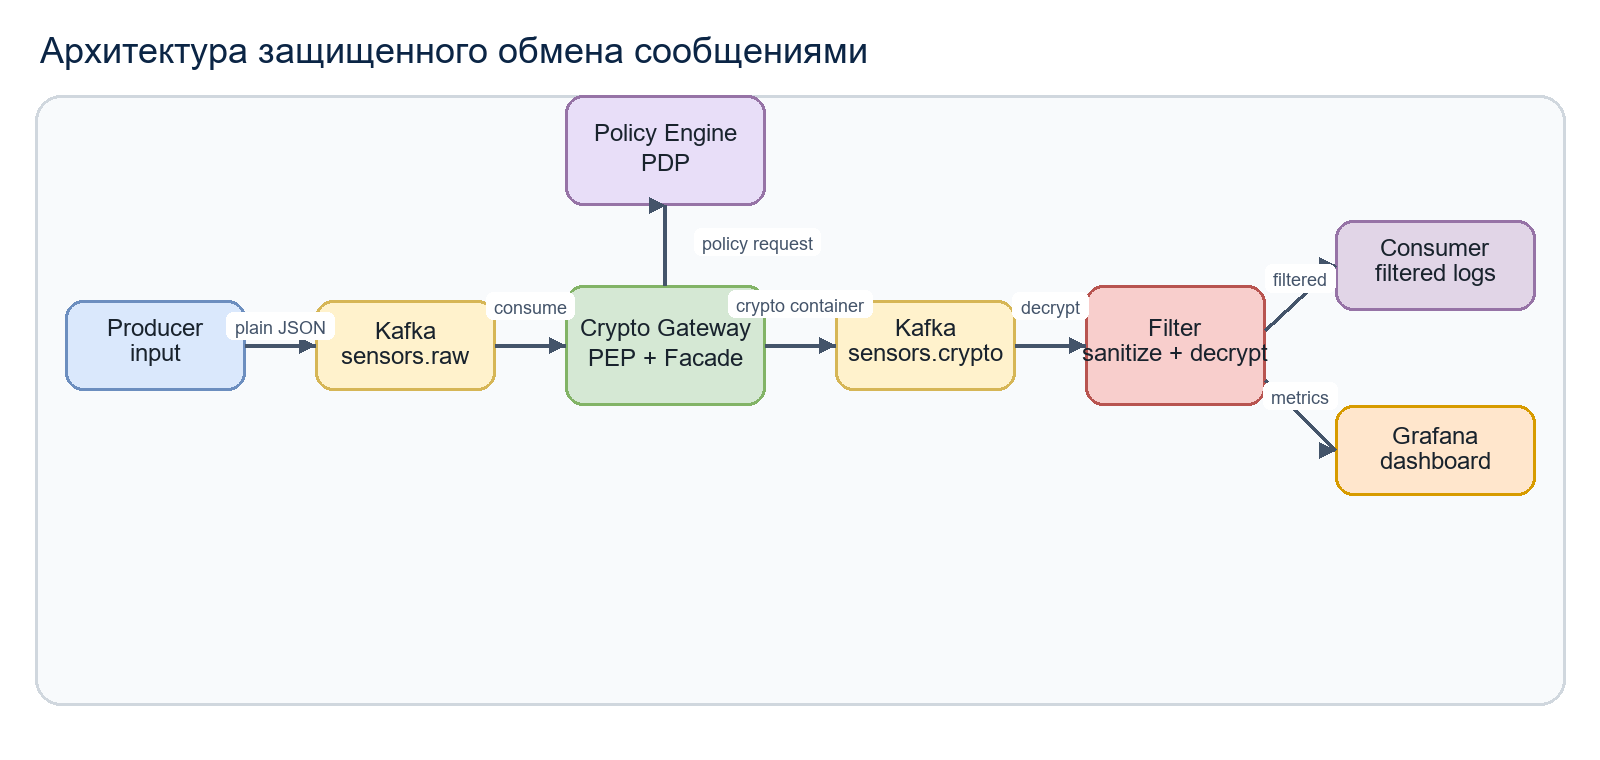 Архитектура защищенного обмена сообщениями
Policy Engine
PDP
policy request
Producer
input
plain JSON
Kafka
sensors.raw
consume
Crypto Gateway
PEP + Facade
crypto container
Kafka
sensors.crypto
decrypt
Filter
sanitize + decrypt
filtered
Consumer
filtered logs
metrics
Grafana
dashboard